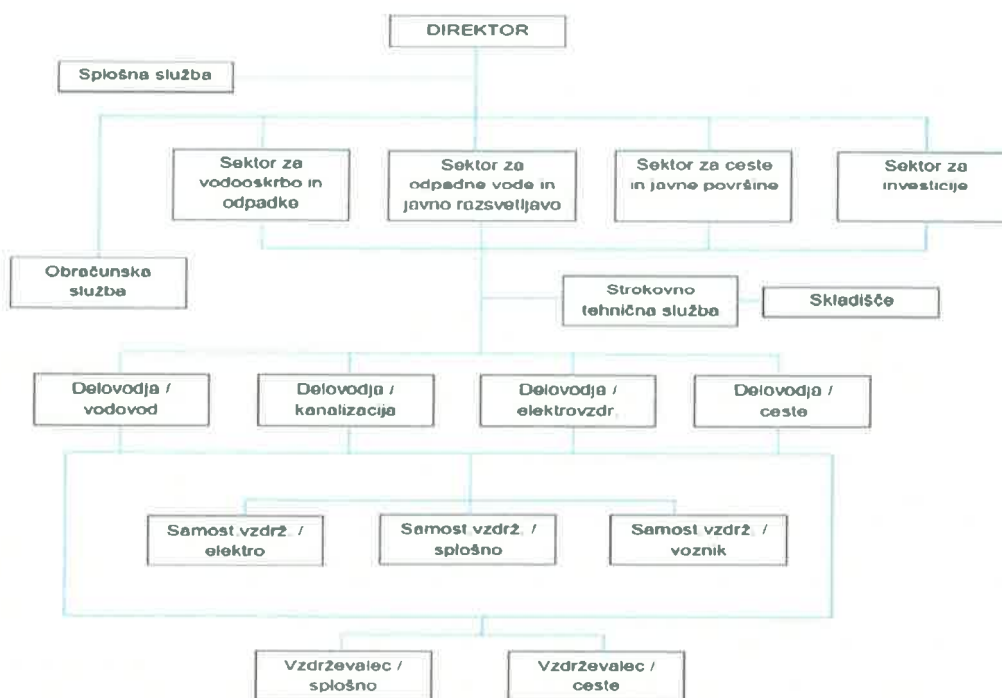 DIREKTOR
Splošna služba
Sektor za
vodooskrbo in
odpadke
Sektor za
odpadne vode in
javno razsvetljavo
Sektor za ceste
in javne površine
Sektor za
investicije
Obračunska
služba
Strokovno
tehnična služba
Skladišče
Delovodja /
vodovod
Delovodja /
kanalizacija
Delovodja /
elektrovzdr.
Delovodja /
ceste
Samost.vzdrž. /
elektro
Samost.vzdrž. /
splošno
Samost.vzdrž. /
voznik
Vzdrževalec /
splošno
Vzdrževalec /
ceste